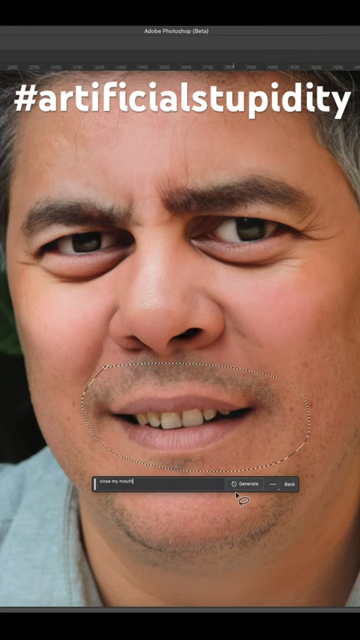 Adobe Photoshop (Beta)
#artificialstupidity
close my mouth
Generate
Back